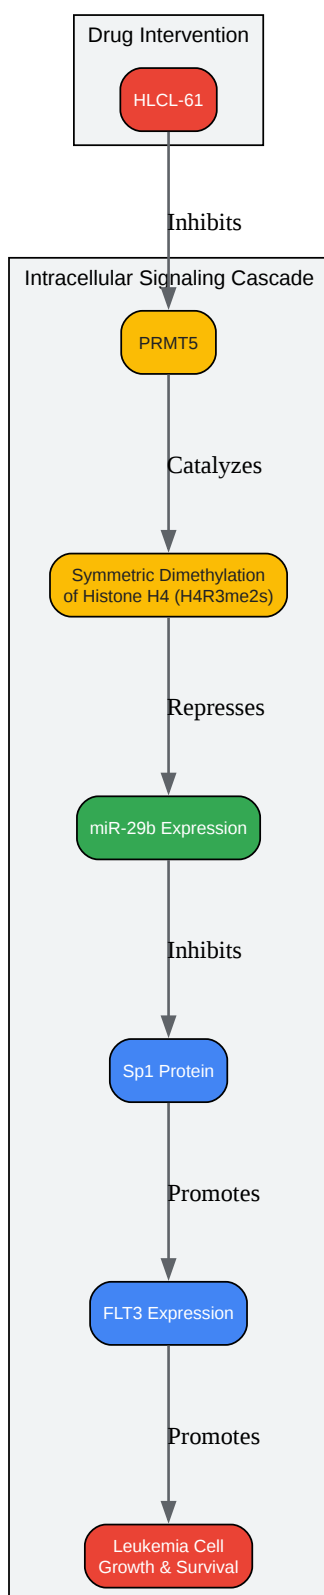 Drug Intervention
HLCL-61
Inhibits
Intracellular Signaling Cascade
PRMT5
Catalyzes
Symmetric Dimethylation
of Histone H4 (H4R3me2s)
Represses
miR-29b Expression
Inhibits
Sp1 Protein
Promotes
FLT3 Expression
Promotes
Leukemia Cell
Growth & Survival